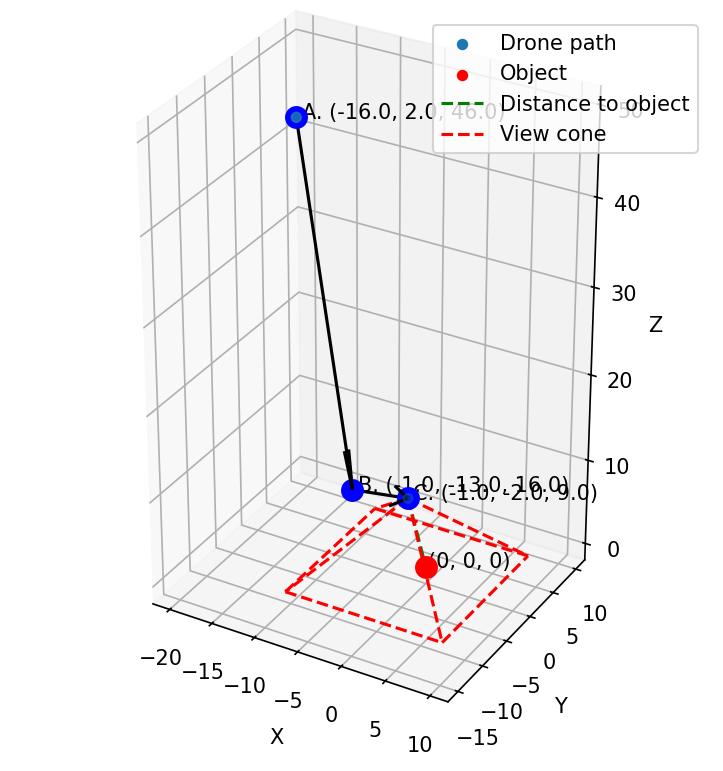 Drone path
Object
Distance to object
View cone
A. (-16.0, 2.0, 46.0)
50
40
30
Z
20
10
B. (-1.0, -13.0, 16.0)
C. (-1.0, -2.0, 9.0)
(0, 0, 0)
0
10
5
0
−5
Y
−10
−15
−20
−15
−10
−5
0
5
10
X